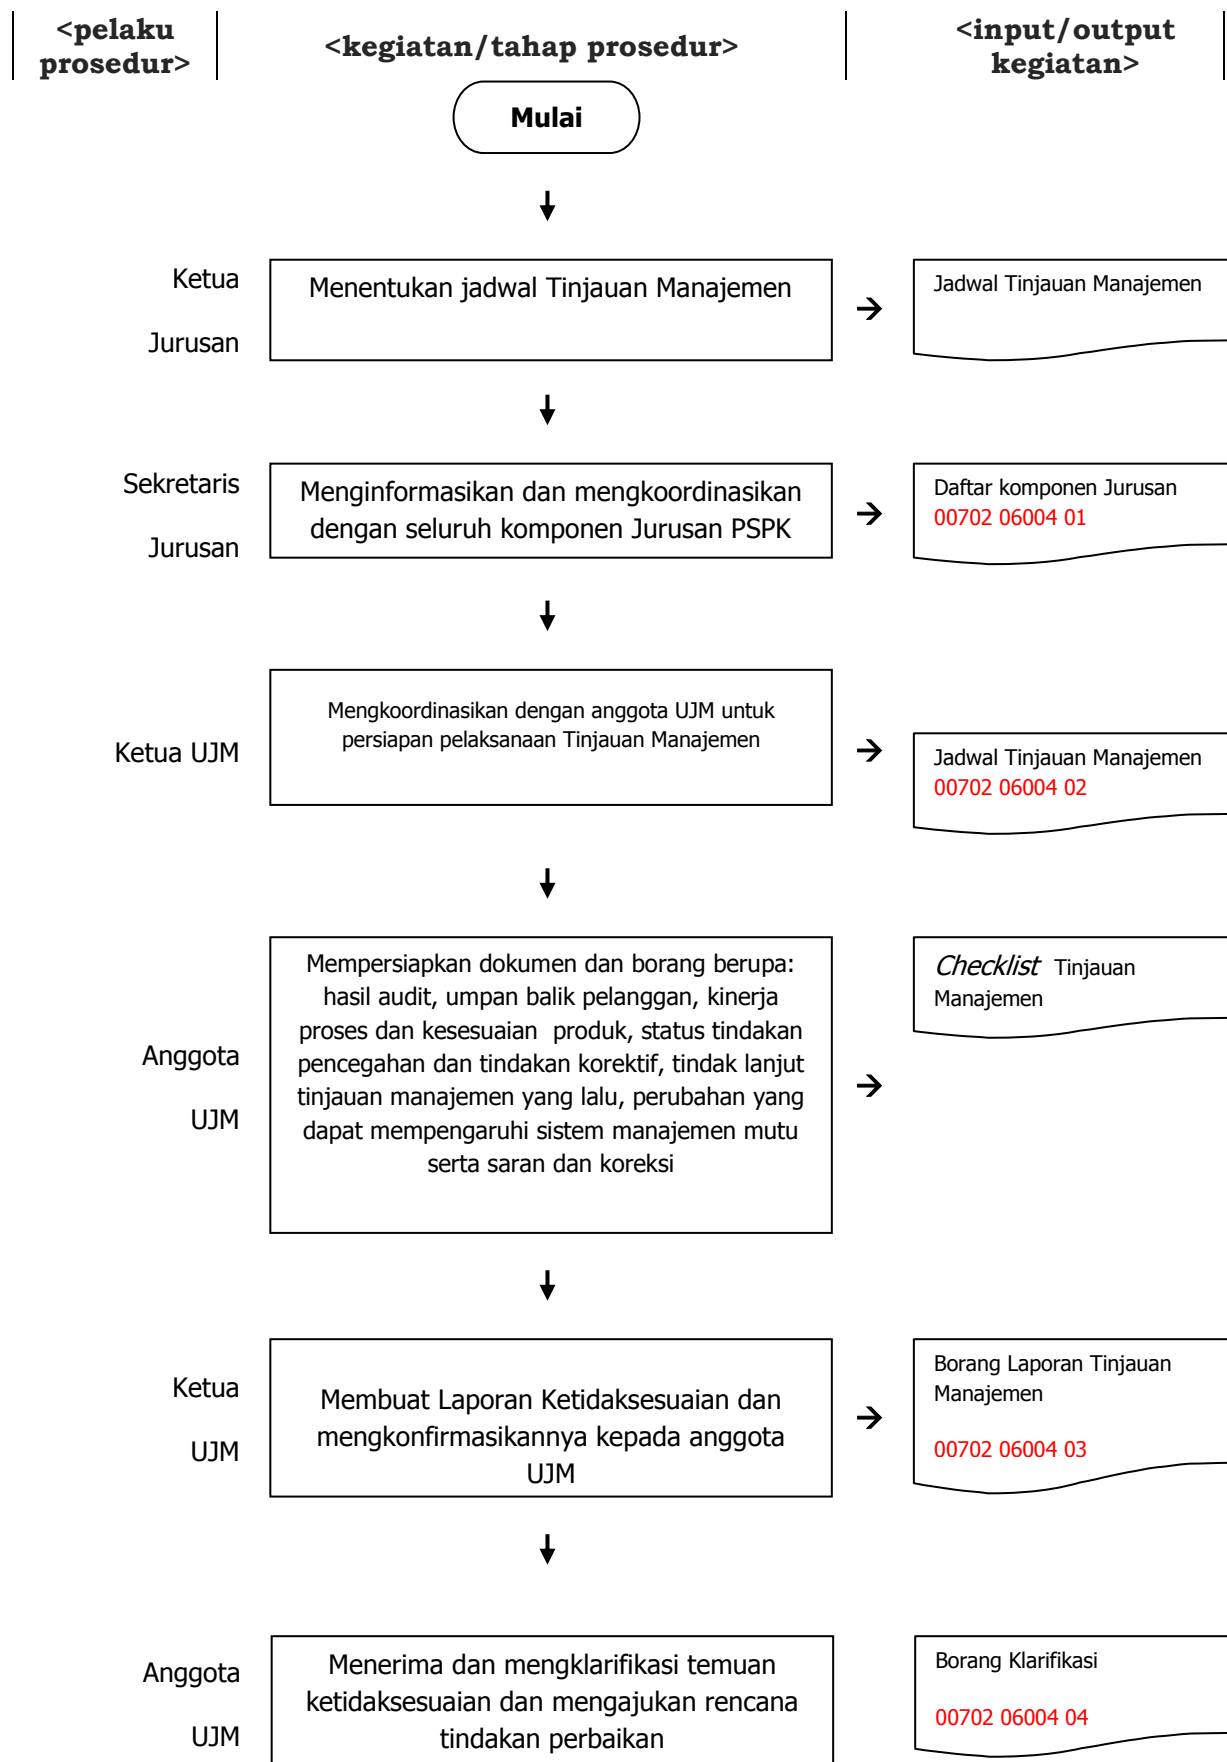 <pelaku
prosedur>
<kegiatan/tahap prosedur>
<input/output
kegiatan>
Mulai
Ketua
Jurusan
Menentukan jadwal Tinjauan Manajemen
Jadwal Tinjauan Manajemen
Sekretaris
Jurusan
Menginformasikan dan mengkoordinasikan
dengan seluruh komponen Jurusan PSPK
Daftar komponen Jurusan
00702 06004 01
Ketua UJM
Mengkoordinasikan dengan anggota UJM untuk
persiapan pelaksanaan Tinjauan Manajemen
Jadwal Tinjauan Manajemen
00702 06004 02
Anggota
UJM
Mempersiapkan dokumen dan borang berupa:
hasil audit, umpan balik pelanggan, kinerja
proses dan kesesuaian produk, status tindakan
pencegahan dan tindakan korektif, tindak lanjut
tinjauan manajemen yang lalu, perubahan yang
dapat mempengaruhi sistem manajemen mutu
serta saran dan koreksi
Checklist Tinjauan
Manajemen
Ketua
UJM
Membuat Laporan Ketidaksesuaian dan
mengkonfirmasikannya kepada anggota
UJM
Borang Laporan Tinjauan
Manajemen
00702 06004 03
Anggota
UJM
Menerima dan mengklarifikasi temuan
ketidaksesuaian dan mengajukan rencana
tindakan perbaikan
Borang Klarifikasi
00702 06004 04